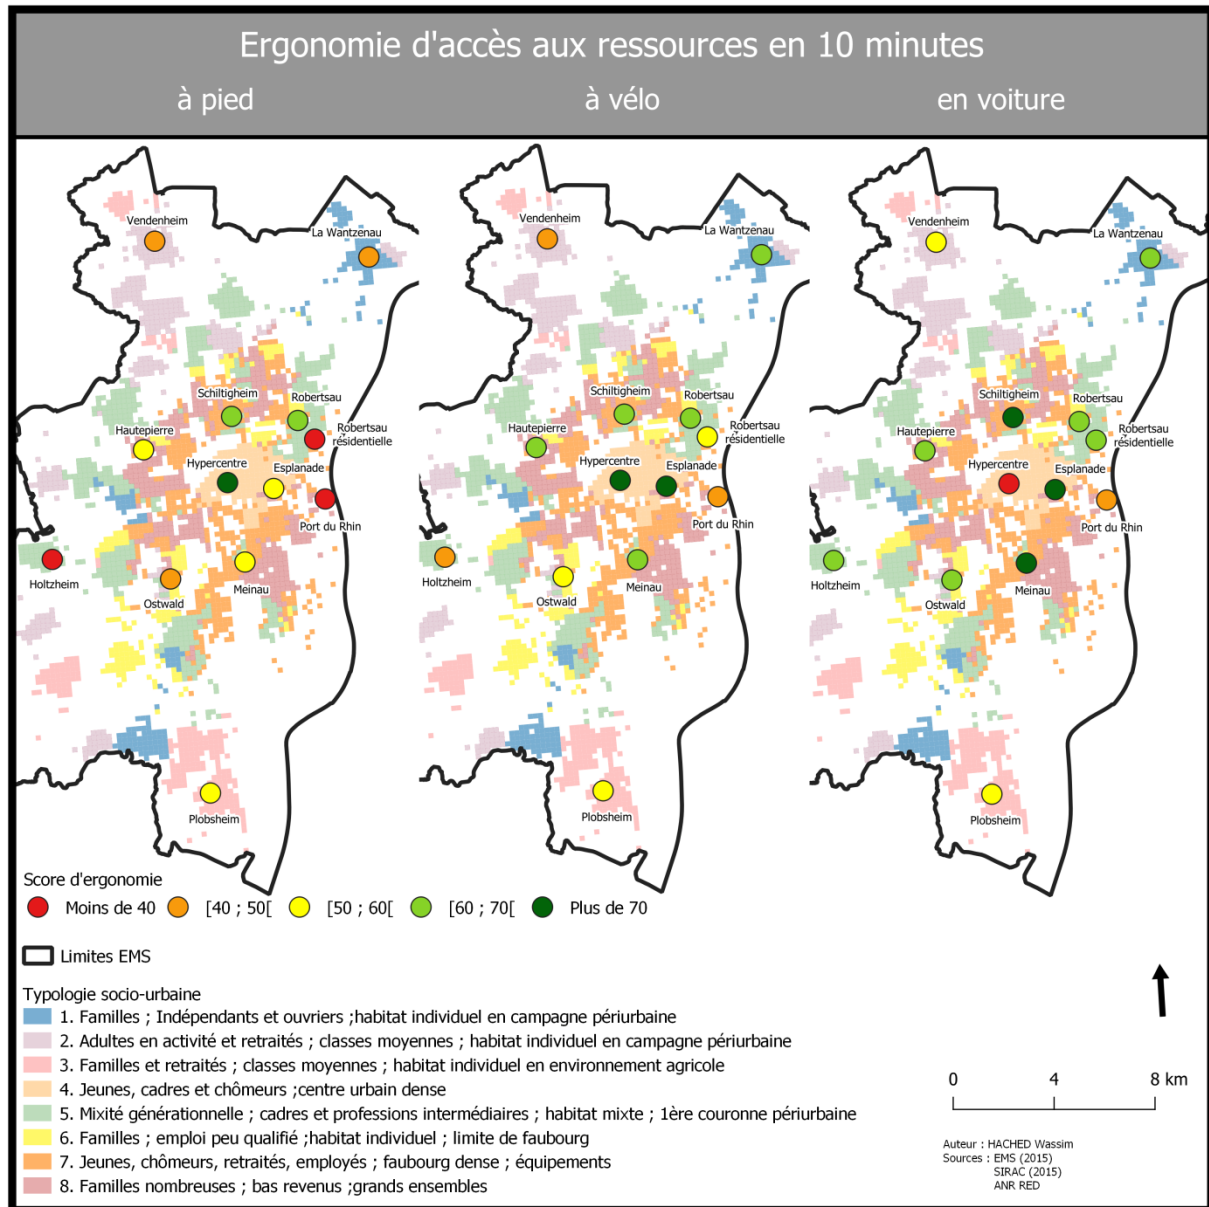 Ergonomie d'accès aux ressources en 10 minutes
à pied
à vélo
en voiture
Vendenheim
La Wantzenau
Schiltigheim
Robertsau
Robertsau
résidentielle
Hautepierre
Hypercentre
Esplanade
Port du Rhin
Holtzheim
Ostwald
Meinau
Plobsheim
Vendenheim
La Wantzenau
Schiltigheim
Robertsau
Robertsau
résidentielle
Hautepierre
Hypercentre
Esplanade
Port du Rhin
Holtzheim
Ostwald
Meinau
Plobsheim
Vendenheim
La Wantzenau
Schiltigheim
Robertsau
Robertsau
résidentielle
Hautepierre
Hypercentre
Esplanade
Port du Rhin
Holtzheim
Ostwald
Meinau
Plobsheim
Score d'ergonomie
Moins de 40 [40 ; 50[ [50 ; 60[ [60 ; 70[ Plus de 70
Limites EMS
Typologie socio-urbaine
1. Familles ; Indépendants et ouvriers ;habitat individuel en campagne périurbaine
2. Adultes en activité et retraités ; classes moyennes ; habitat individuel en campagne périurbaine
3. Familles et retraités ; classes moyennes ; habitat individuel en environnement agricole
4. Jeunes, cadres et chômeurs ;centre urbain dense
5. Mixité générationnelle ; cadres et professions intermédiaires ; habitat mixte ; 1ère couronne périurbaine
6. Familles ; emploi peu qualifié ;habitat individuel ; limite de faubourg
7. Jeunes, chômeurs, retraités, employés ; faubourg dense ; équipements
8. Familles nombreuses ; bas revenus ;grands ensembles
0 4 8 km
Auteur : HACHED Wassim
Sources : EMS (2015)
SIRAC (2015)
ANR RED